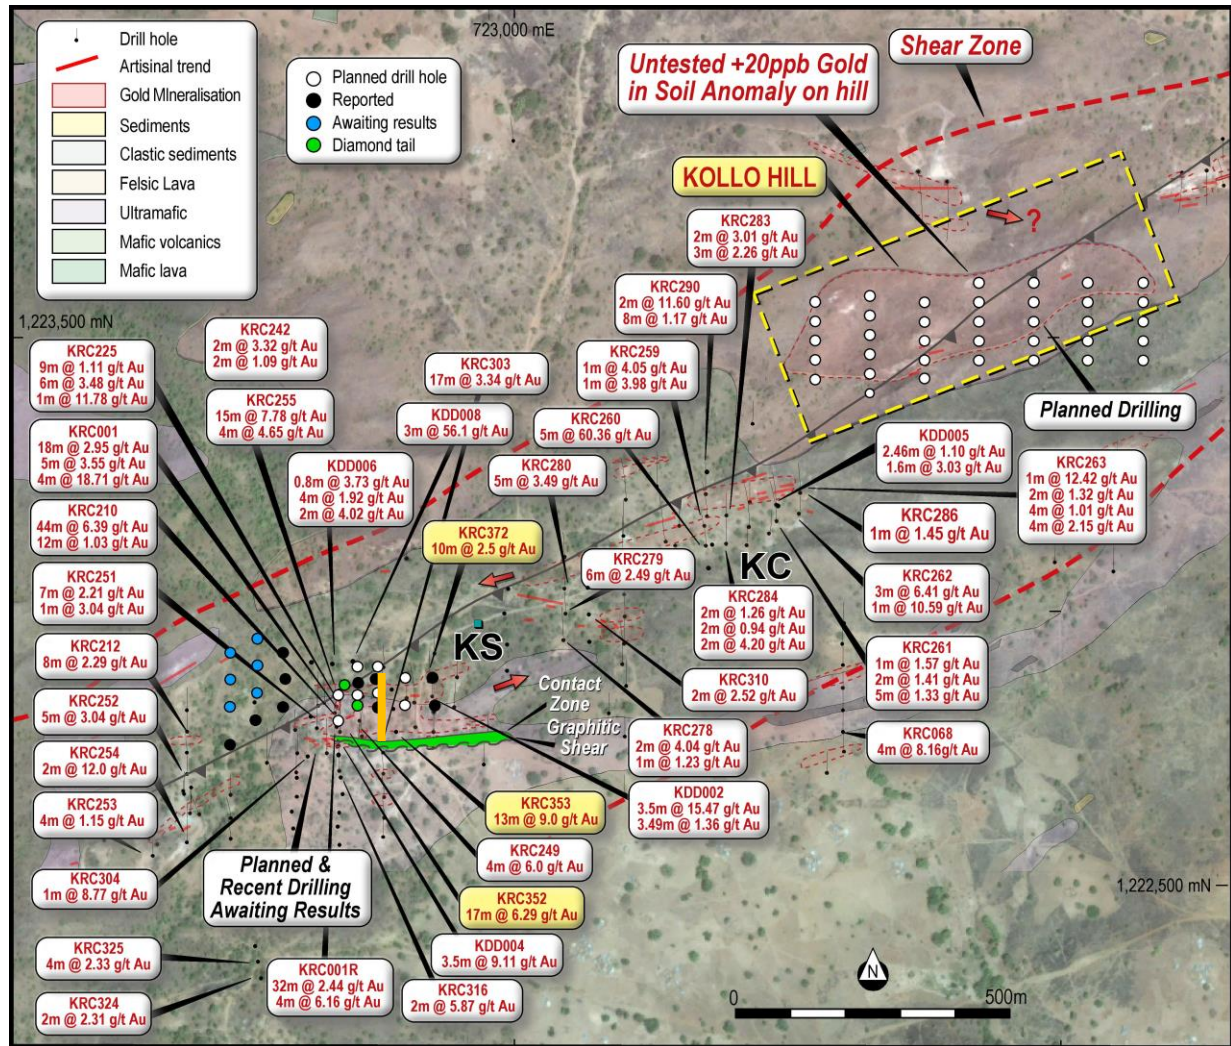 723,000 mE
Drill hole
Artisinal trend
Gold MIneralisation
Sediments
Clastic sediments
Felsic Lava
Ultramafic
Mafic volcanics
Mafic lava
Planned drill hole
Reported
Awaiting results
Diamond tail
Untested +20ppb Gold
in Soil Anomaly on hill
Shear Zone
KOLLO HILL
?
Planned Drilling
1,223,500 mN
KRC283
2m @ 3.01 g/t Au
3m @ 2.26 g/t Au
KRC290
2m @ 11.60 g/t Au
8m @ 1.17 g/t Au
KRC242
2m @ 3.32 g/t Au
2m @ 1.09 g/t Au
KRC225
9m @ 1.11 g/t Au
6m @ 3.48 g/t Au
1m @ 11.78 g/t Au
KRC303
17m @ 3.34 g/t Au
KRC259
1m @ 4.05 g/t Au
1m @ 3.98 g/t Au
KRC255
15m @ 7.78 g/t Au
4m @ 4.65 g/t Au
KDD008
3m @ 56.1 g/t Au
KRC260
5m @ 60.36 g/t Au
KRC001
18m @ 2.95 g/t Au
5m @ 3.55 g/t Au
4m @ 18.71 g/t Au
KDD006
0.8m @ 3.73 g/t Au
4m @ 1.92 g/t Au
2m @ 4.02 g/t Au
KRC280
5m @ 3.49 g/t Au
KDD005
2.46m @ 1.10 g/t Au
1.6m @ 3.03 g/t Au
KRC263
1m @ 12.42 g/t Au
2m @ 1.32 g/t Au
4m @ 1.01 g/t Au
4m @ 2.15 g/t Au
KRC210
44m @ 6.39 g/t Au
12m @ 1.03 g/t Au
KRC372
10m @ 2.5 g/t Au
KRC286
1m @ 1.45 g/t Au
KRC279
6m @ 2.49 g/t Au
KC
KRC251
7m @ 2.21 g/t Au
1m @ 3.04 g/t Au
KRC284
2m @ 1.26 g/t Au
2m @ 0.94 g/t Au
2m @ 4.20 g/t Au
KRC262
3m @ 6.41 g/t Au
1m @ 10.59 g/t Au
KRC212
8m @ 2.29 g/t Au
KS
KRC261
1m @ 1.57 g/t Au
2m @ 1.41 g/t Au
5m @ 1.33 g/t Au
KRC310
2m @ 2.52 g/t Au
Contact
Zone
Graphitic
Shear
KRC252
5m @ 3.04 g/t Au
KRC278
2m @ 4.04 g/t Au
1m @ 1.23 g/t Au
KRC068
4m @ 8.16g/t Au
KRC254
2m @ 12.0 g/t Au
KDD002
3.5m @ 15.47 g/t Au
3.49m @ 1.36 g/t Au
KRC253
4m @ 1.15 g/t Au
KRC353
13m @ 9.0 g/t Au
KRC249
4m @ 6.0 g/t Au
KRC304
1m @ 8.77 g/t Au
Planned &
Recent Drilling
Awaiting Results
KRC352
17m @ 6.29 g/t Au
1,222,500 mN
KRC325
4m @ 2.33 g/t Au
KDD004
3.5m @ 9.11 g/t Au
KRC001R
32m @ 2.44 g/t Au
4m @ 6.16 g/t Au
KRC316
2m @ 5.87 g/t Au
KRC324
2m @ 2.31 g/t Au
N
0
500m